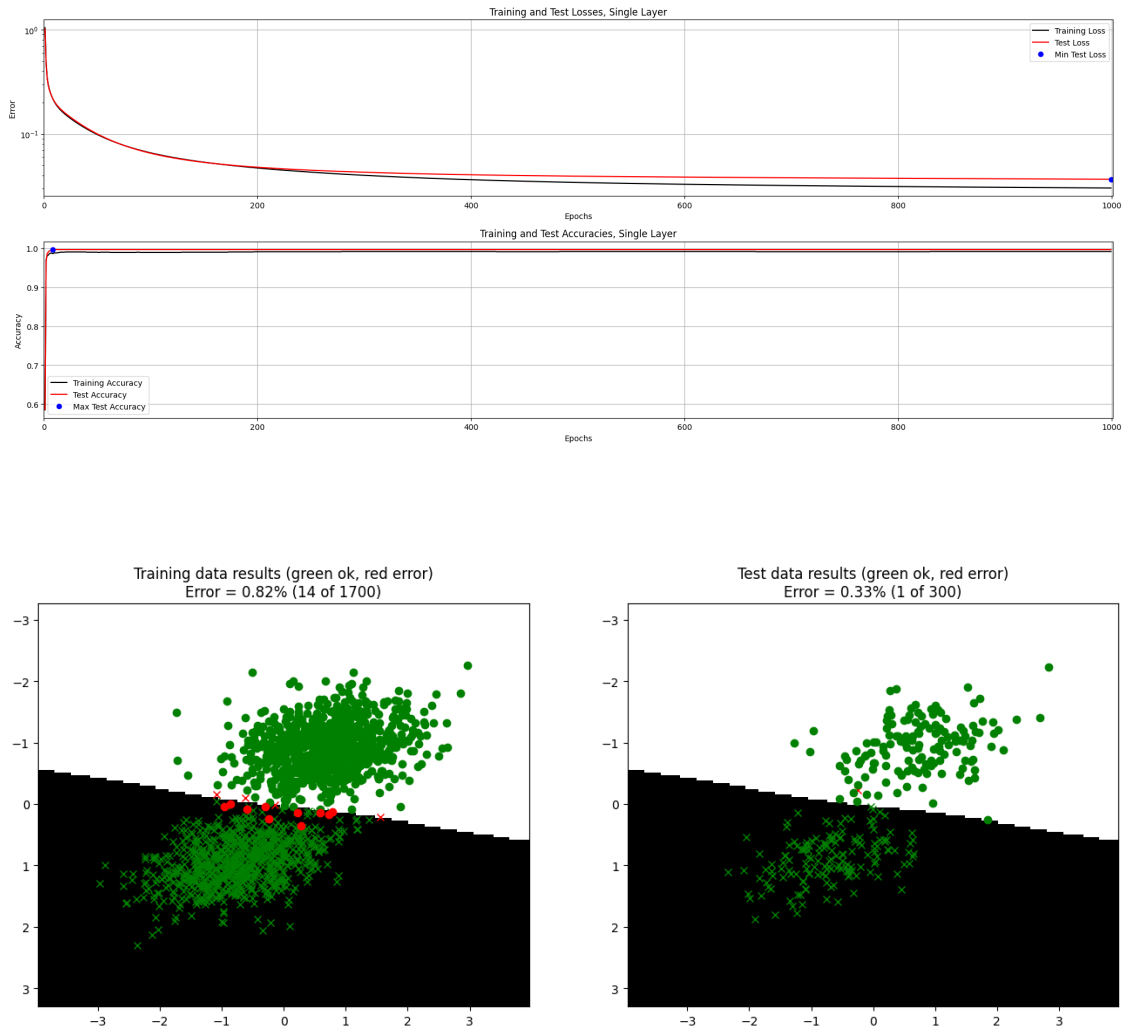 Training and Test Losses, Single Layer
10⁰
10⁻¹
Error
Training Loss
Test Loss
Min Test Loss
0 200 400 600 800 1000
Epochs
Training and Test Accuracies, Single Layer
1.0
0.9
0.8
0.7
0.6
Accuracy
Training Accuracy
Test Accuracy
Max Test Accuracy
0 200 400 600 800 1000
Epochs
Training data results (green ok, red error)
Error = 0.82% (14 of 1700)
−3
−2
−1
0
1
2
3
−3 −2 −1 0 1 2 3
Test data results (green ok, red error)
Error = 0.33% (1 of 300)
−3
−2
−1
0
1
2
3
−3 −2 −1 0 1 2 3